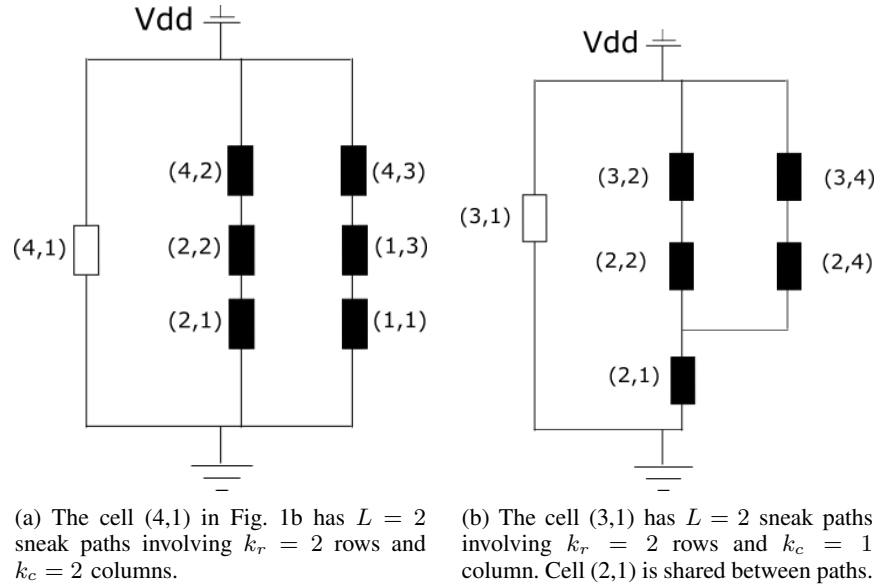 Vdd
(4,2)
(4,3)
(4,1)
(2,2)
(1,3)
(2,1)
(1,1)
(a) The cell (4,1) in Fig. 1b has L = 2
sneak paths involving k_r = 2 rows and
k_c = 2 columns.
Vdd
(3,2)
(3,4)
(3,1)
(2,2)
(2,4)
(2,1)
(b) The cell (3,1) has L = 2 sneak paths
involving k_r = 2 rows and k_c = 1
column. Cell (2,1) is shared between paths.